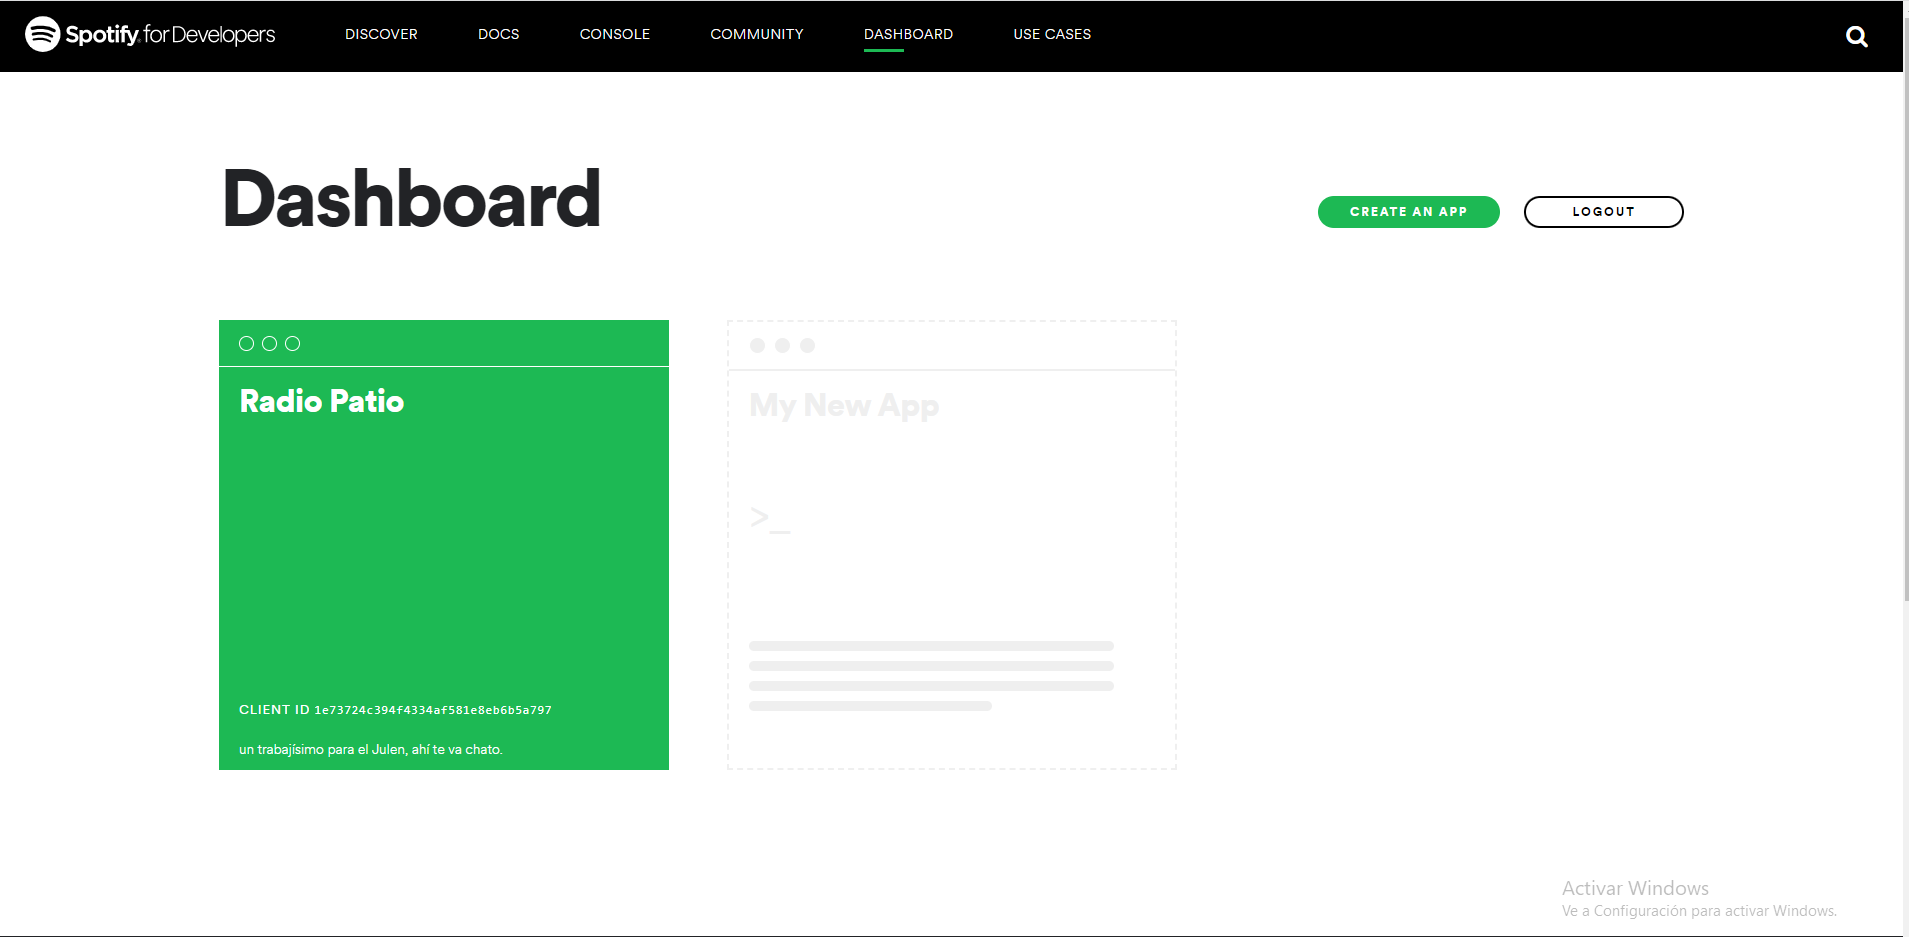 Spotify for Developers
DISCOVER
DOCS
CONSOLE
COMMUNITY
DASHBOARD
USE CASES
Dashboard
CREATE AN APP
LOGOUT
Radio Patio
CLIENT ID 1e73724c394f4334af581e8eb6b5a797
un trabajísimo para el Julen, ahí te va chato.
My New App
>_
Activar Windows
Ve a Configuración para activar Windows.